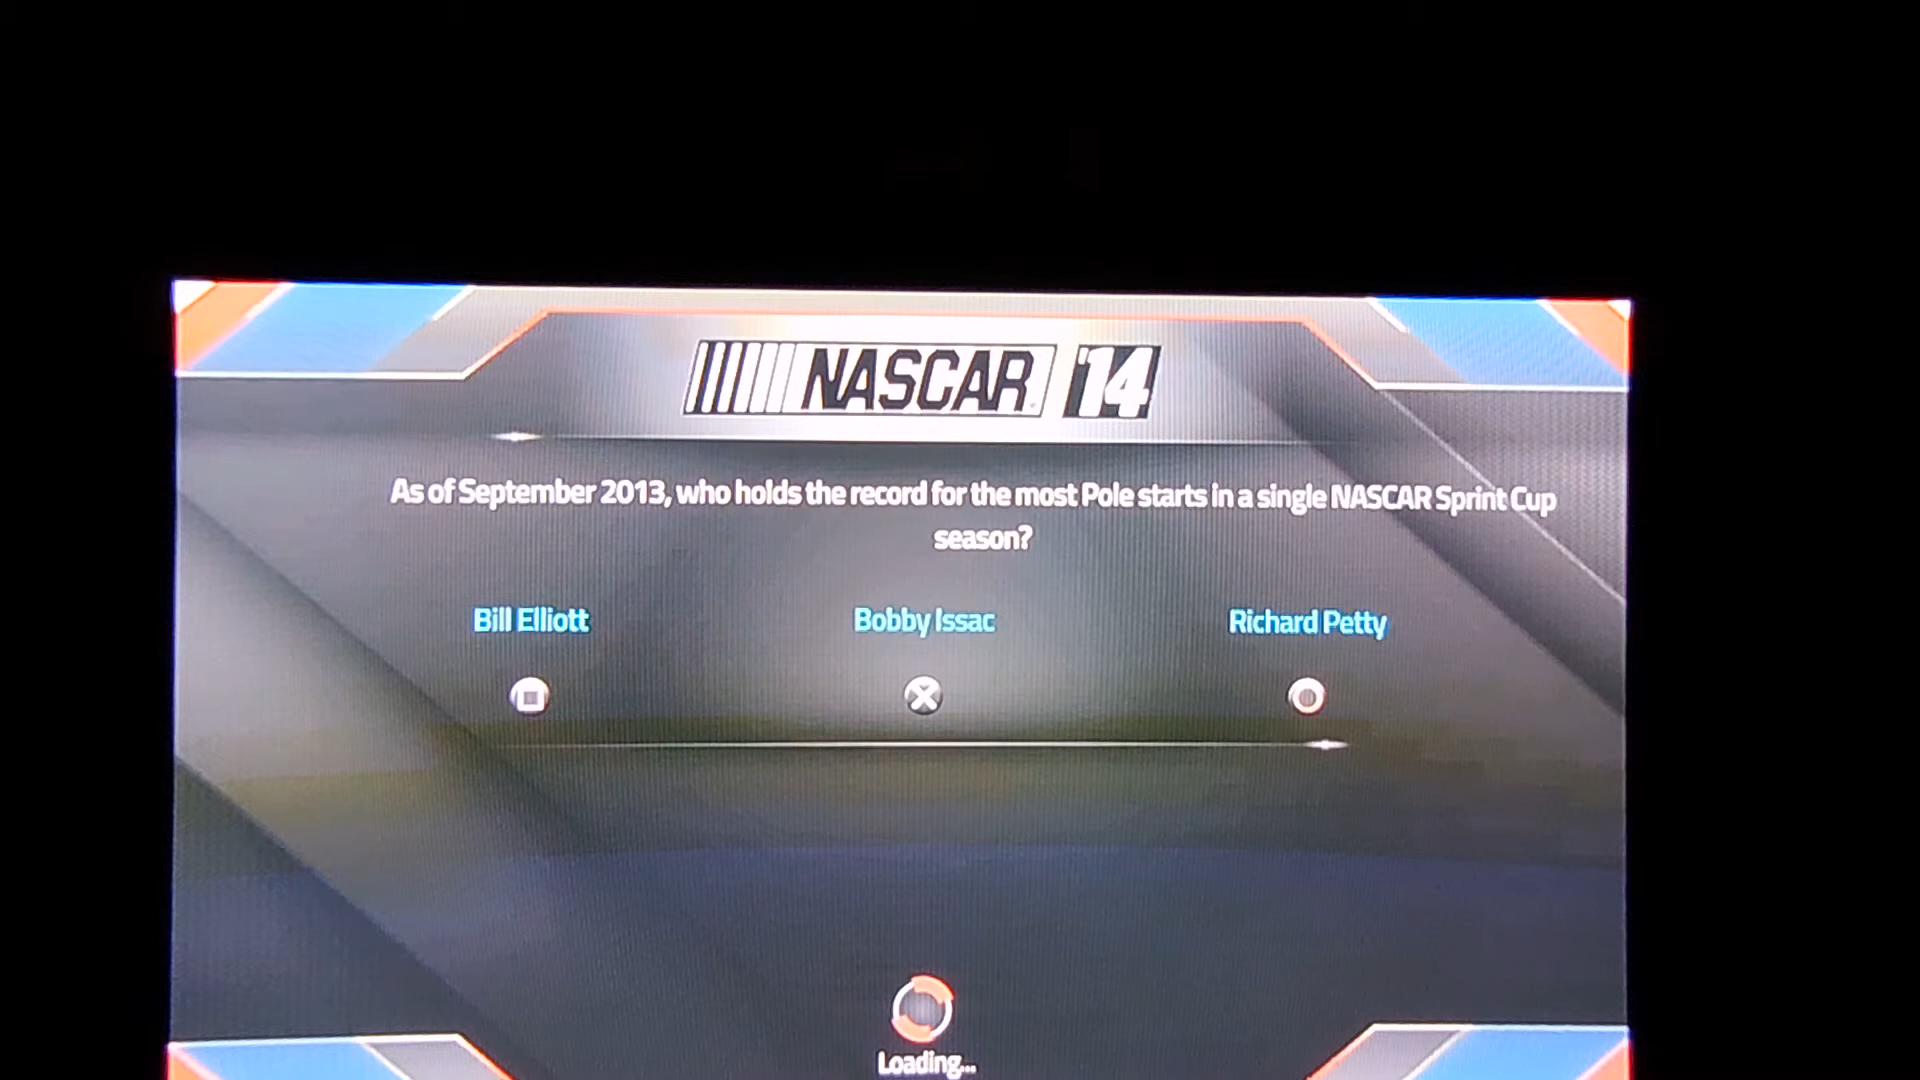 NASCAR '14
As of September 2013, who holds the record for the most Pole starts in a single NASCAR Sprint Cup
season?
Bill Elliott
Bobby Issac
Richard Petty
Loading...